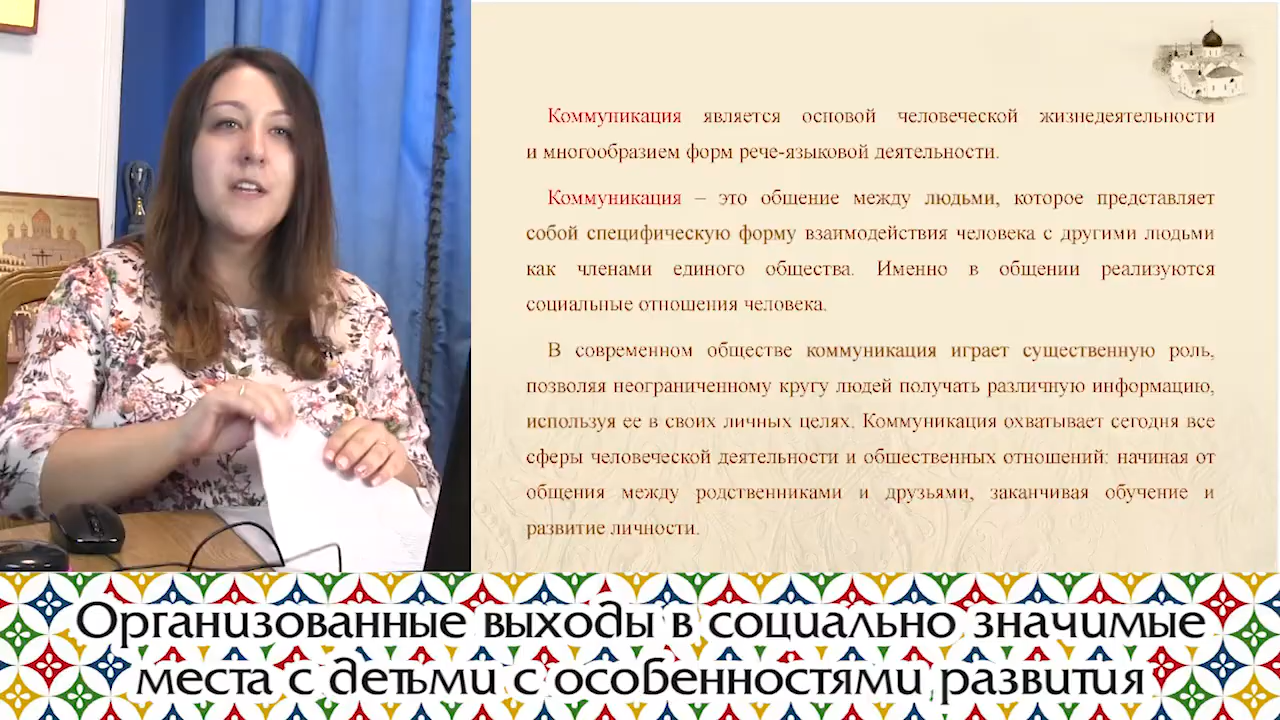 Коммуникация является основой человеческой жизнедеятельности
и многообразием форм рече-языковой деятельности.
Коммуникация – это общение между людьми, которое представляет
собой специфическую форму взаимодействия человека с другими людьми
как членами единого общества. Именно в общении реализуются
социальные отношения человека.
В современном обществе коммуникация играет существенную роль,
позволяя неограниченному кругу людей получать различную информацию,
используя ее в своих личных целях. Коммуникация охватывает сегодня все
сферы человеческой деятельности и общественных отношений: начиная от
общения между родственниками и друзьями, заканчивая обучение и
развитие личности.
Организованные выходы в социально значимые
места с детьми с особенностями развития